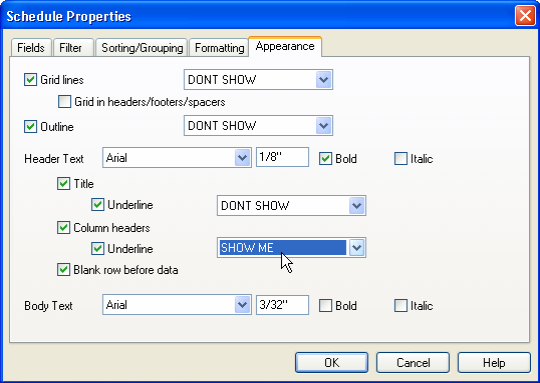 Schedule Properties
Fields Filter Sorting/Grouping Formatting Appearance
Grid lines DONT SHOW
Grid in headers/footers/spacers
Outline DONT SHOW
Header Text Arial 1/8" Bold Italic
Title
Underline DONT SHOW
Column headers
Underline SHOW ME
Blank row before data
Body Text Arial 3/32" Bold Italic
OK Cancel Help